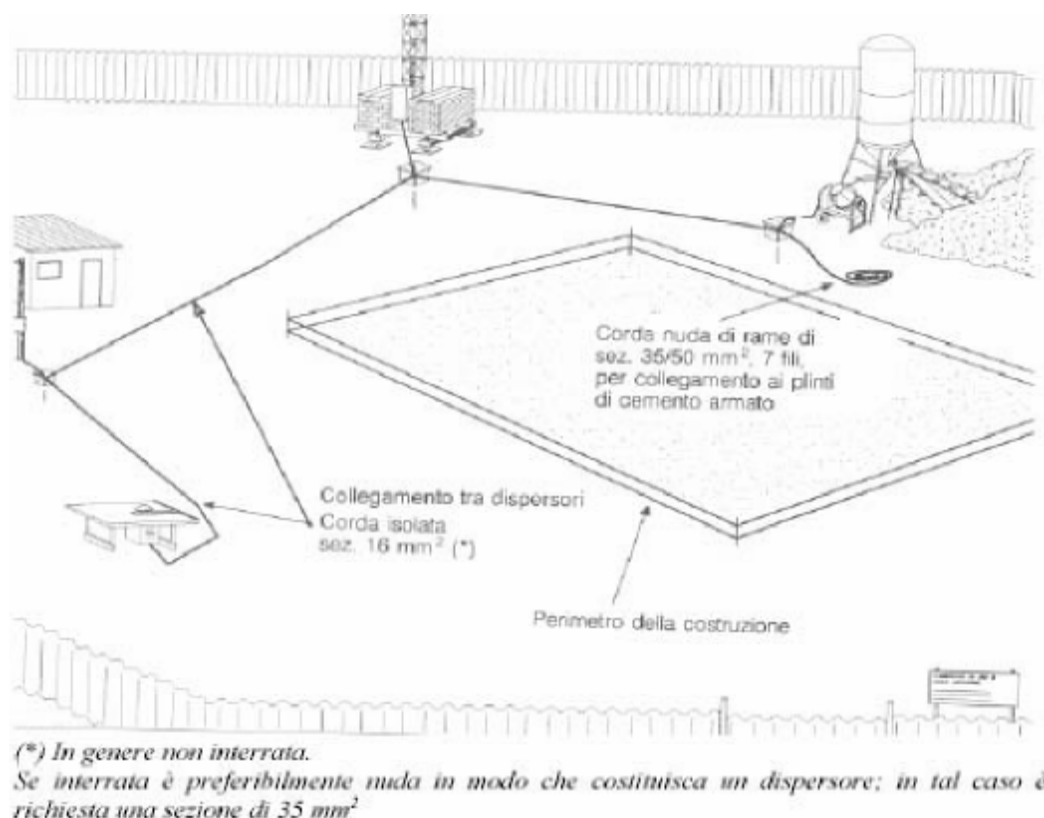 Corda nuda di rame di
sez. 35/50 mm², 7 fili,
per collegamento ai plinti
di cemento armato
Collegamento tra dispersori
Corda isolata
sez. 16 mm² (*)
Perimetro della costruzione
(*) In genere non interrata.
Se interrata è preferibilmente nuda in modo che costituisca un dispersore; in tal caso è
richiesta una sezione di 35 mm²